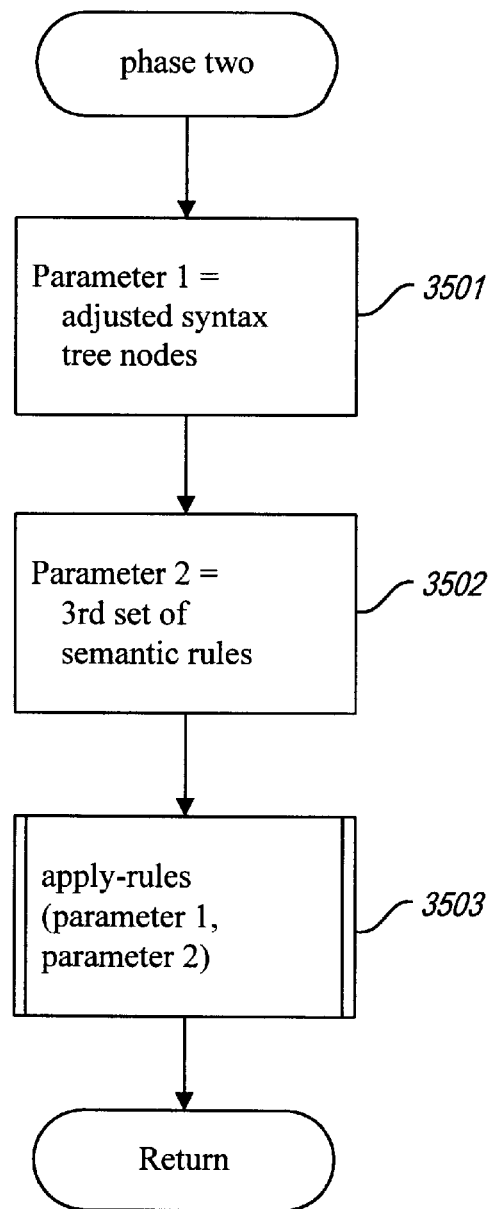 phase two
Parameter 1 =
adjusted syntax
tree nodes
3501
Parameter 2 =
3rd set of
semantic rules
3502
apply-rules
(parameter 1,
parameter 2)
3503
Return